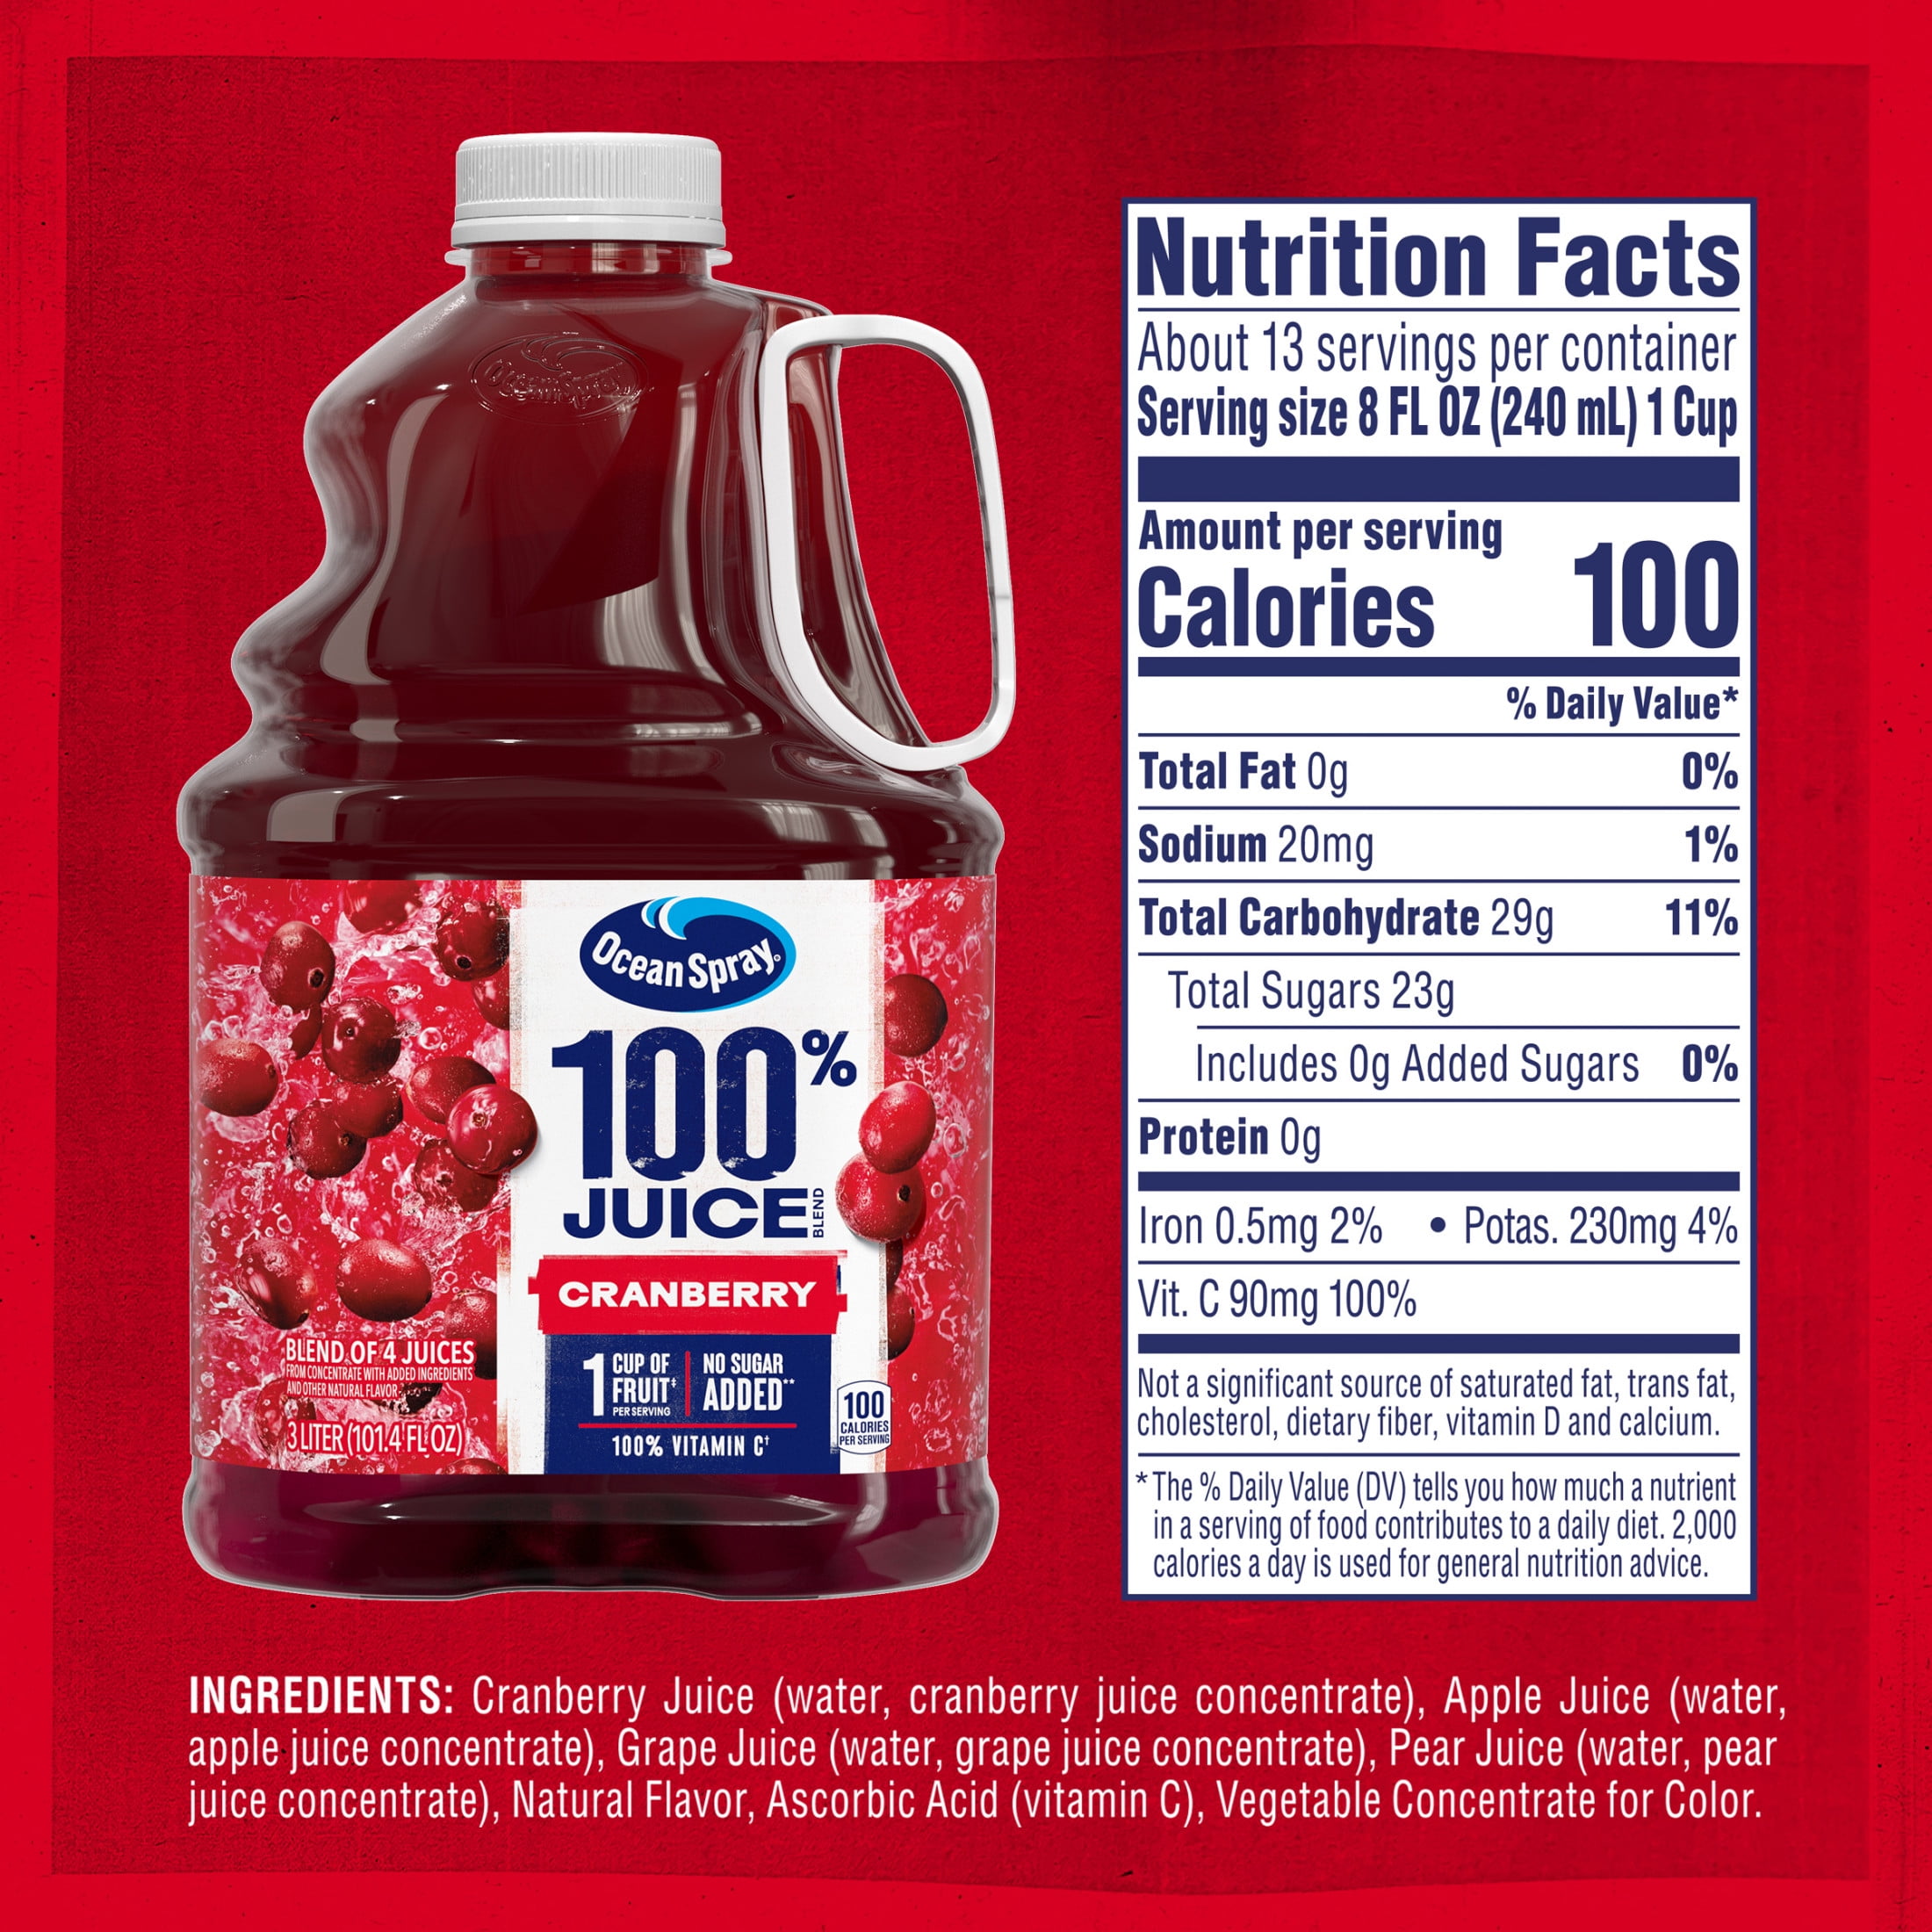 Ocean Spray
Ocean Spray®
100%
JUICE BLEND
CRANBERRY
BLEND OF 4 JUICES
FROM CONCENTRATE WITH ADDED INGREDIENTS
AND OTHER NATURAL FLAVOR
3 LITER (101.4 FL OZ)
1 CUP OF
FRUIT‡
PER SERVING
NO SUGAR
ADDED**
100% VITAMIN C†
100
CALORIES
PER SERVING
Nutrition Facts
About 13 servings per container
Serving size 8 FL OZ (240 mL) 1 Cup
Amount per serving
Calories 100
% Daily Value*
Total Fat 0g 0%
Sodium 20mg 1%
Total Carbohydrate 29g 11%
Total Sugars 23g
Includes 0g Added Sugars 0%
Protein 0g
Iron 0.5mg 2% • Potas. 230mg 4%
Vit. C 90mg 100%
Not a significant source of saturated fat, trans fat,
cholesterol, dietary fiber, vitamin D and calcium.
* The % Daily Value (DV) tells you how much a nutrient
in a serving of food contributes to a daily diet. 2,000
calories a day is used for general nutrition advice.
INGREDIENTS: Cranberry Juice (water, cranberry juice concentrate), Apple Juice (water,
apple juice concentrate), Grape Juice (water, grape juice concentrate), Pear Juice (water, pear
juice concentrate), Natural Flavor, Ascorbic Acid (vitamin C), Vegetable Concentrate for Color.